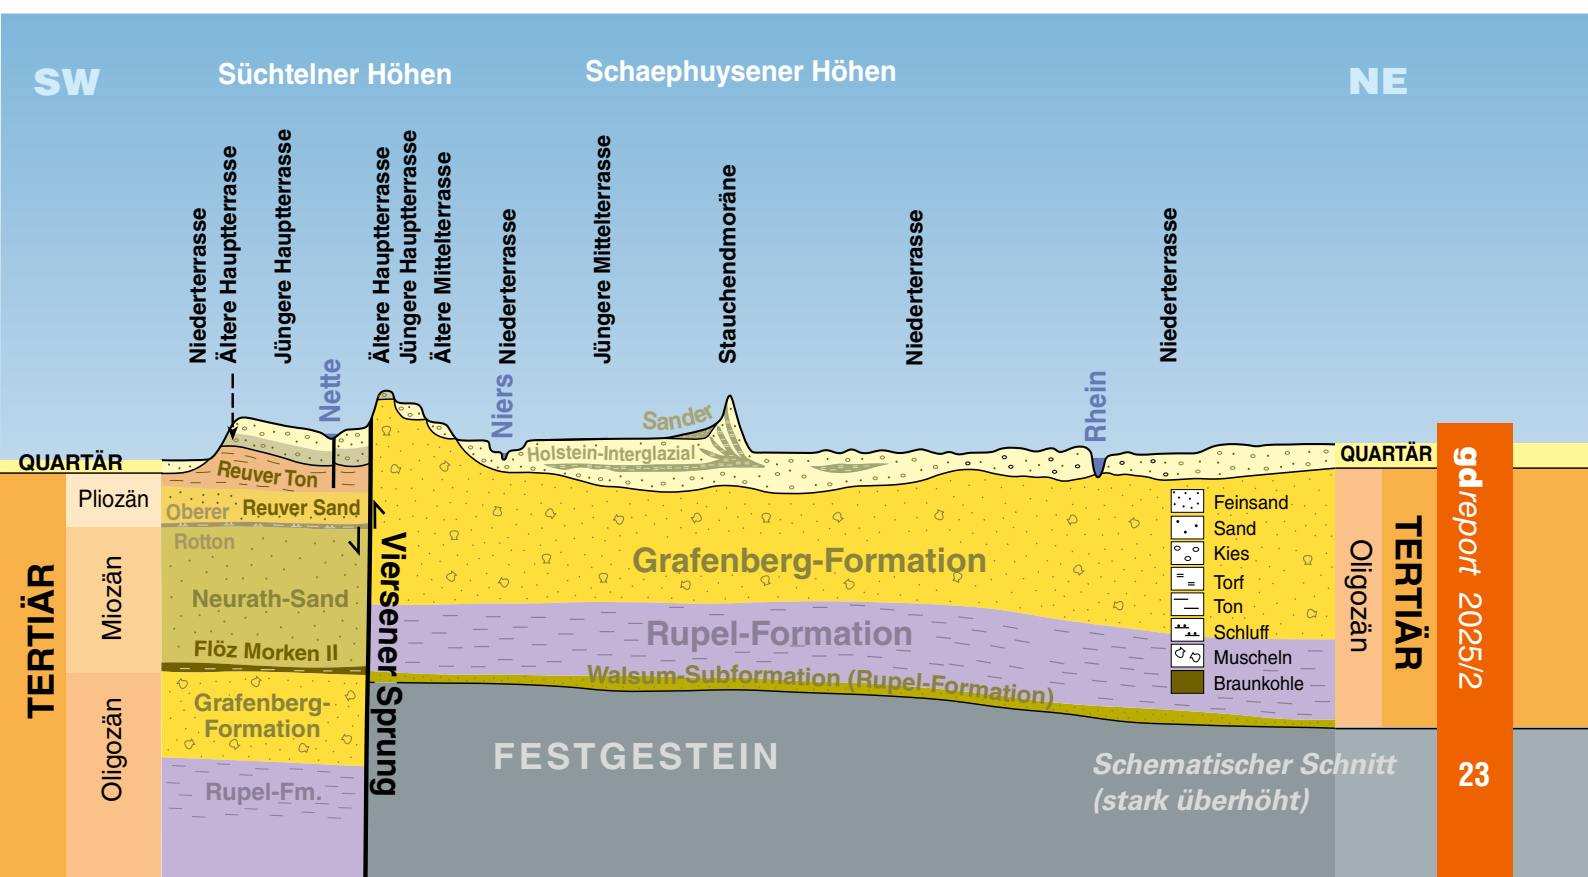 SW
Süchtelner Höhen
Schaephuysener Höhen
NE
Niederterrasse
Ältere Hauptterrasse
Jüngere Hauptterrasse
Nette
Ältere Hauptterrasse
Jüngere Hauptterrasse
Ältere Mittelterrasse
Niers
Niederterrasse
Jüngere Mittelterrasse
Stauchendmoräne
Niederterrasse
Rhein
Niederterrasse
Sander
Holstein-Interglazial
QUARTÄR
TERTIÄR
Pliozän
Miozän
Oligozän
Reuver Ton
Oberer
Reuver Sand
Rotton
Neurath-Sand
Flöz Morken II
Grafenberg-
Formation
Rupel-Fm.
Viersener Sprung
Grafenberg-Formation
Rupel-Formation
Walsum-Subformation (Rupel-Formation)
FESTGESTEIN
Feinsand
Sand
Kies
Torf
Ton
Schluff
Muscheln
Braunkohle
QUARTÄR
Oligozän
TERTIÄR
Schematischer Schnitt
(stark überhöht)
gdreport 2025/2
23